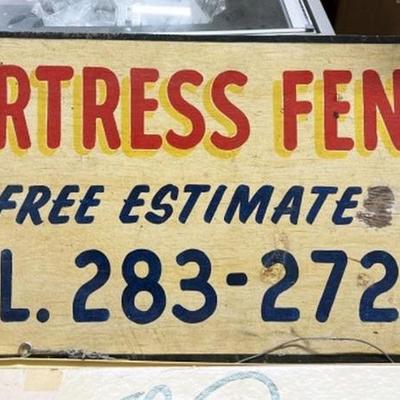 RTRESS FEN
FREE ESTIMATE
L. 283-272